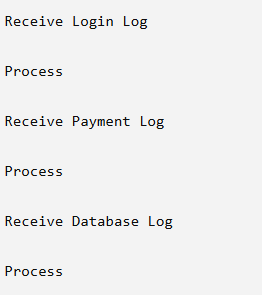 Receive Login Log
Process
Receive Payment Log
Process
Receive Database Log
Process